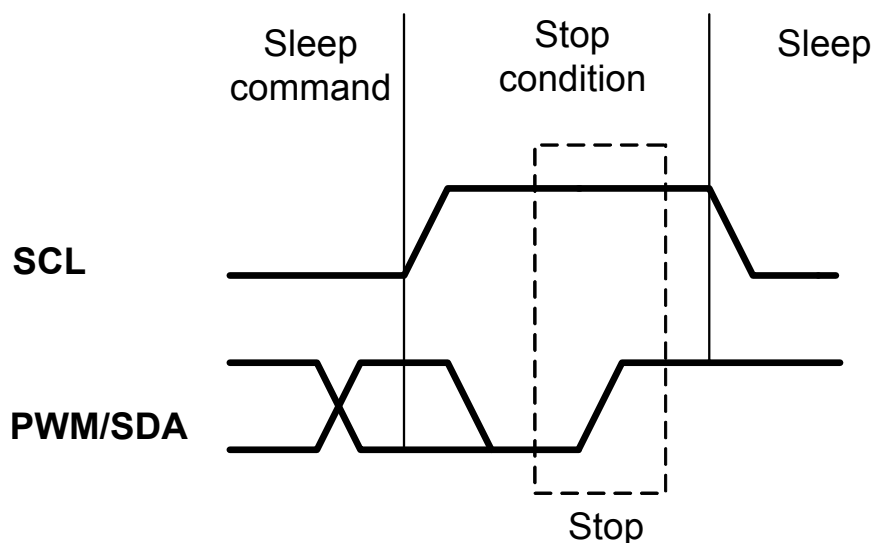 Sleep
command
Stop
condition
Sleep
SCL
PWM/SDA
Stop